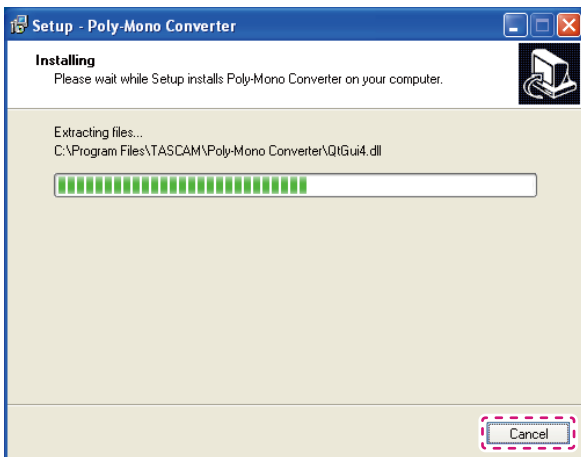 Setup - Poly-Mono Converter
Installing
Please wait while Setup installs Poly-Mono Converter on your computer.
Extracting files...
C:\Program Files\TASCAM\Poly-Mono Converter\QtGui4.dll
Cancel